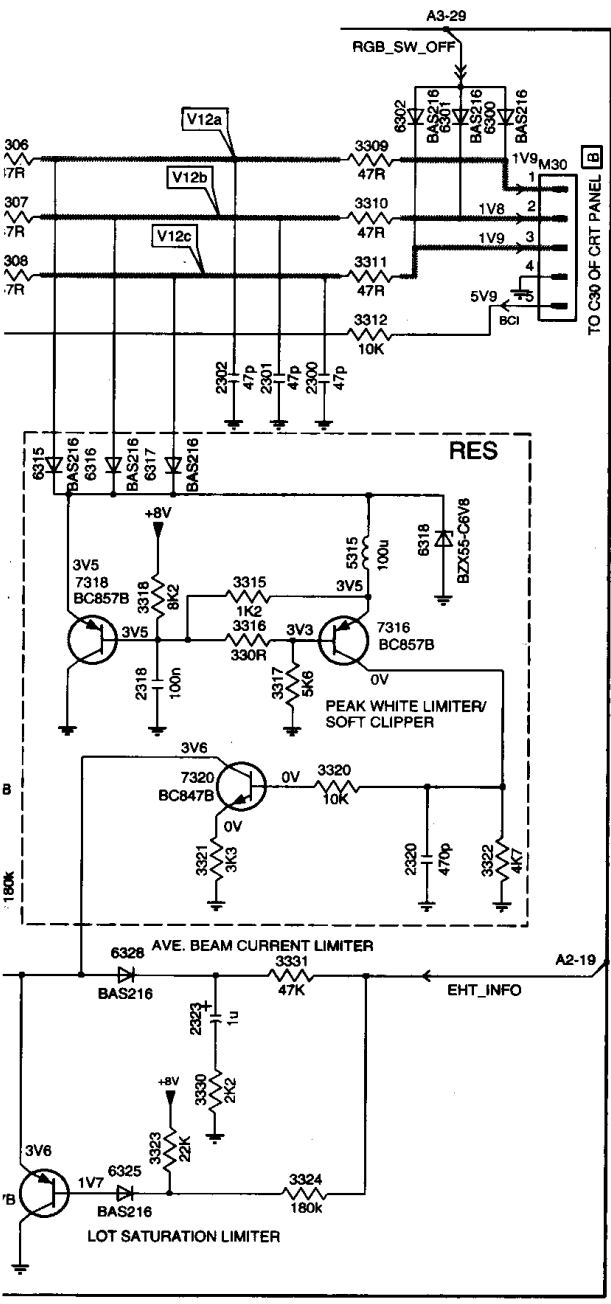 A3-29
RGB_SW_OFF
6302
BAS216
6301
BAS216
6300
BAS216
V12a
306
3309
47R
1V9
M30
B
1
V12b
307
7R
3310
47R
1V8
2
V12c
1V9
3
308
3311
47R
4
5V9
5
BCI
TO C30 OF CRT PANEL
3312
10K
2302
47p
2301
47p
2300
47p
RES
6315
BAS216
6316
BAS216
6317
BAS216
+8V
5315
100u
6318
BZX55-C6V8
3V5
7318
BC857B
3318
8K2
3315
1K2
3V5
3V5
3316
330R
3V3
7316
BC857B
2318
100n
3317
5K6
0V
PEAK WHITE LIMITER/
SOFT CLIPPER
3V6
7320
BC847B
0V
3320
10K
B
0V
3321
3K3
2320
470p
3322
4K7
180k
AVE. BEAM CURRENT LIMITER
6328
BAS216
3331
47K
A2-19
EHT_INFO
2323
+
1u
3330
2K2
+8V
3323
22K
3V6
1V7
6325
BAS216
3324
180k
7B
LOT SATURATION LIMITER